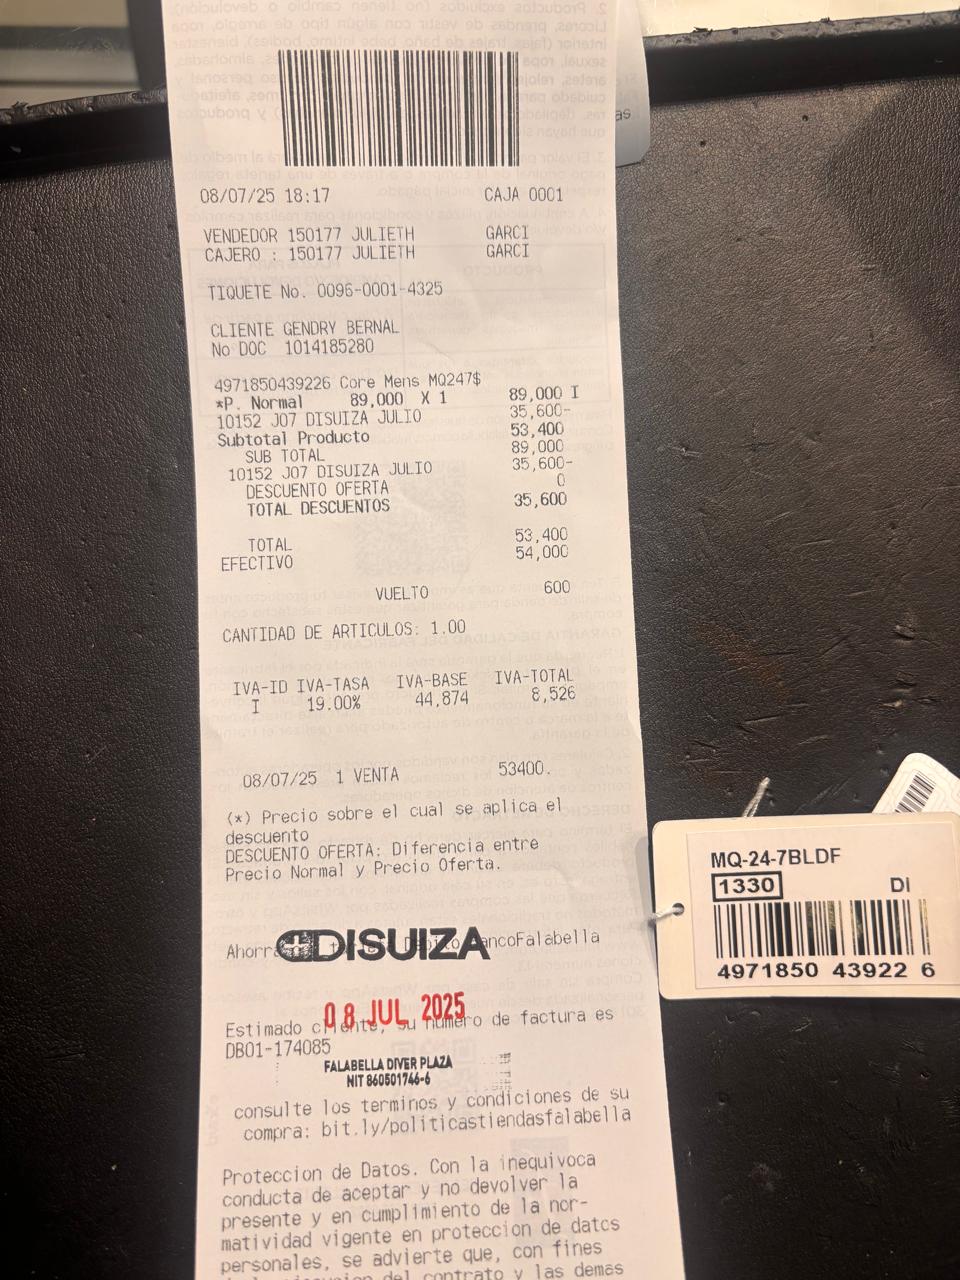 08/07/25 18:17 CAJA 0001
VENDEDOR 150177 JULIETH GARCI
CAJERO : 150177 JULIETH GARCI
TIQUETE No. 0096-0001-4325
CLIENTE GENDRY BERNAL
No DOC 1014185280
4971850439226 Core Mens MQ247$
*P. Normal 89,000 X 1 89,000 I
10152 J07 DISUIZA JULIO 35,600-
Subtotal Producto 53,400
SUB TOTAL 89,000
10152 J07 DISUIZA JULIO 35,600-
DESCUENTO OFERTA 0
TOTAL DESCUENTOS 35,600
TOTAL 53,400
EFECTIVO 54,000
VUELTO 600
CANTIDAD DE ARTICULOS: 1.00
IVA-ID IVA-TASA IVA-BASE IVA-TOTAL
I 19.00% 44,874 8,526
08/07/25 1 VENTA 53400.
(*) Precio sobre el cual se aplica el
descuento
DESCUENTO OFERTA: Diferencia entre
Precio Normal y Precio Oferta.
DISUIZA
Debito BancoFalabella
08 JUL 2025
Estimado cliente, su numero de factura es
DB01-174085
FALABELLA DIVER PLAZA
NIT 860501746-6
consulte los terminos y condiciones de su
compra: bit.ly/politicastiendasfalabella
Proteccion de Datos. Con la inequivoca
conducta de aceptar y no devolver la
presente y en cumplimiento de la nor-
matividad vigente en proteccion de datos
personales, se advierte que, con fines
del contrato y las demas
MQ-24-7BLDF
1330 DI
4971850 43922 6